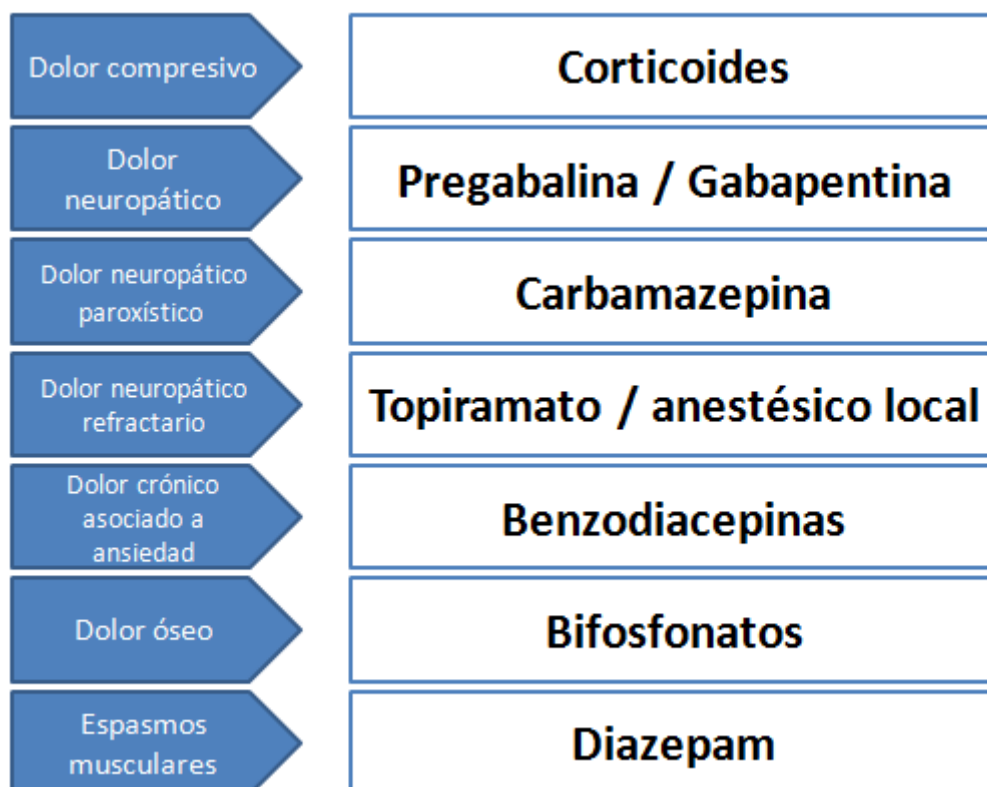 Dolor compresivo
Corticoides
Dolor
neuropático
Pregabalina / Gabapentina
Dolor neuropático
paroxístico
Carbamazepina
Dolor neuropático
refractario
Topiramato / anestésico local
Dolor crónico
asociado a
ansiedad
Benzodiacepinas
Dolor óseo
Bifosfonatos
Espasmos
musculares
Diazepam